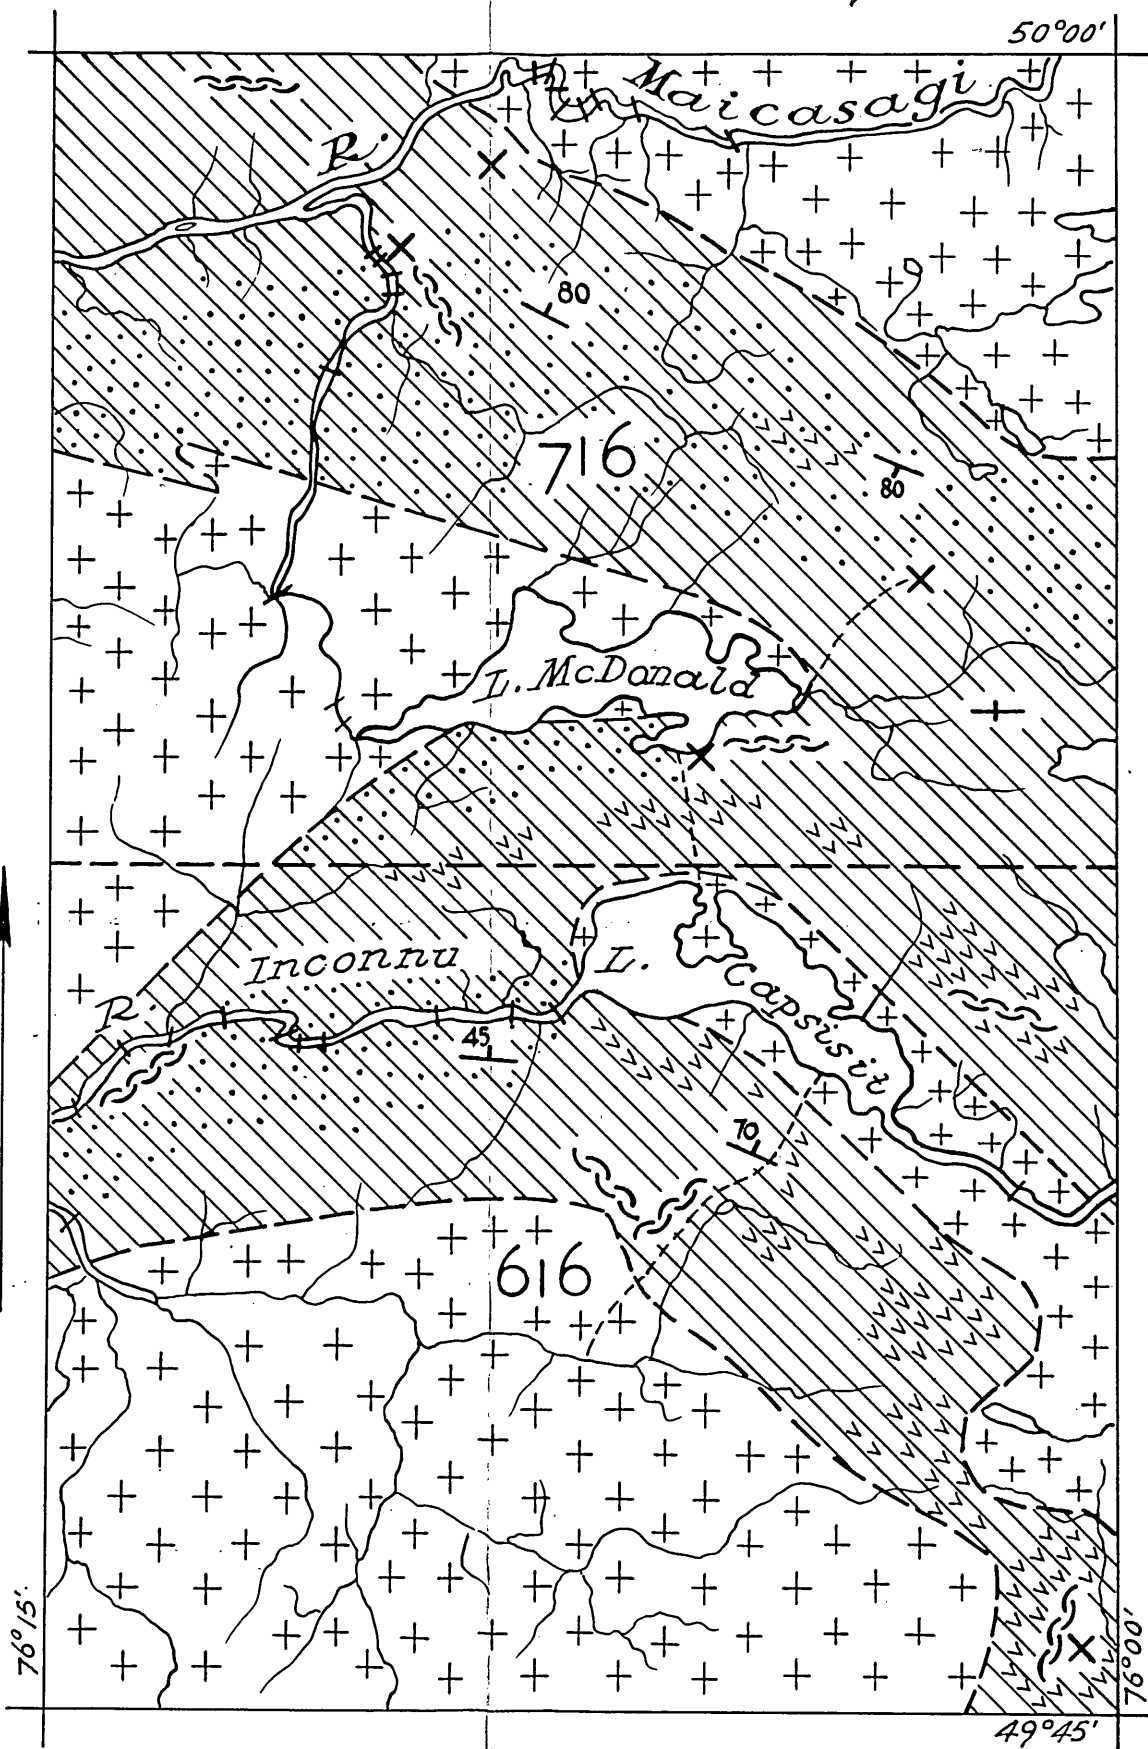 50°00'
R. Maicasagi
80
716
80
L. McDonald
R. Inconnu
L. Capsisit
45
70
616
76°15'
76°00'
49°45'